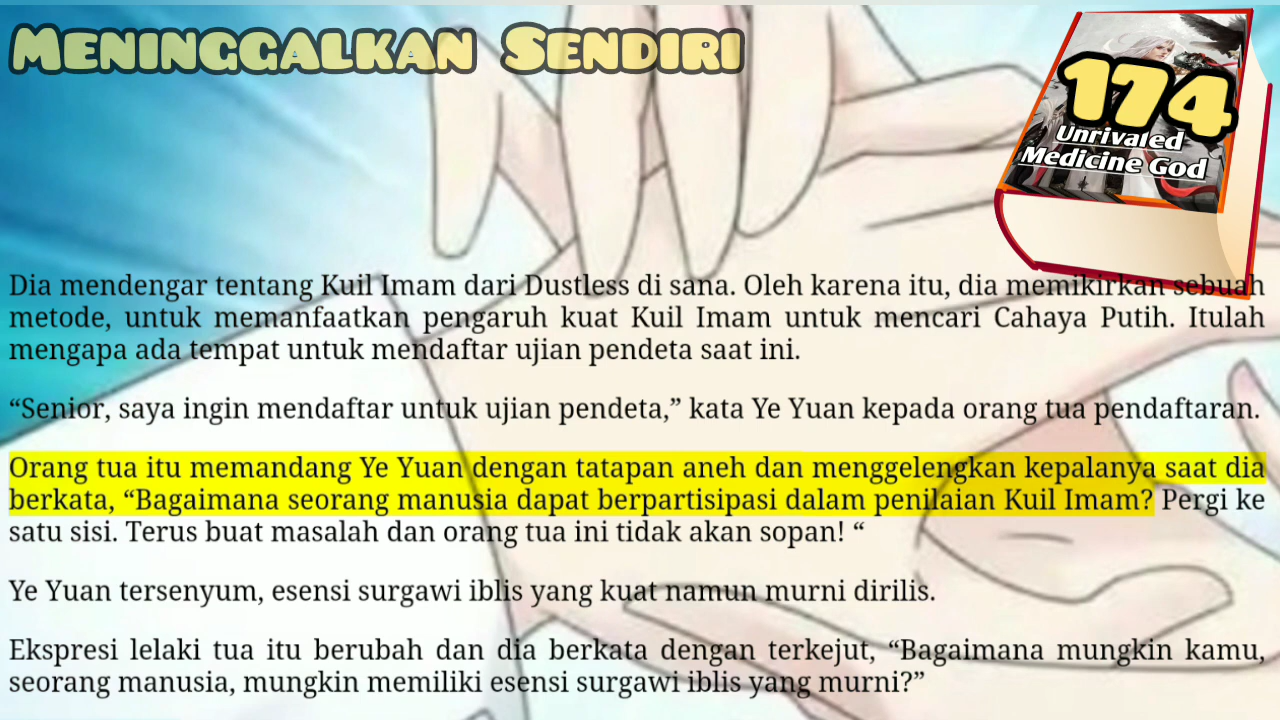 Meninggalkan Sendiri
174
Unrivaled
Medicine God
Dia mendengar tentang Kuil Imam dari Dustless di sana. Oleh karena itu, dia memikirkan sebuah
metode, untuk memanfaatkan pengaruh kuat Kuil Imam untuk mencari Cahaya Putih. Itulah
mengapa ada tempat untuk mendaftar ujian pendeta saat ini.
“Senior, saya ingin mendaftar untuk ujian pendeta,” kata Ye Yuan kepada orang tua pendaftaran.
Orang tua itu memandang Ye Yuan dengan tatapan aneh dan menggelengkan kepalanya saat dia
berkata, “Bagaimana seorang manusia dapat berpartisipasi dalam penilaian Kuil Imam? Pergi ke
satu sisi. Terus buat masalah dan orang tua ini tidak akan sopan! “
Ye Yuan tersenyum, esensi surgawi iblis yang kuat namun murni dirilis.
Ekspresi lelaki tua itu berubah dan dia berkata dengan terkejut, “Bagaimana mungkin kamu,
seorang manusia, mungkin memiliki esensi surgawi iblis yang murni?”